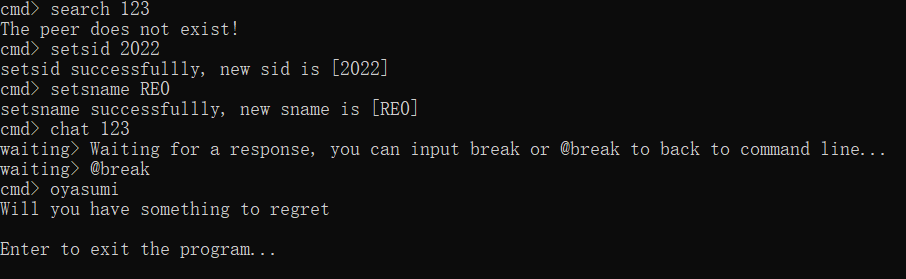 cmd> search 123
The peer does not exist!
cmd> setsid 2022
setsid successfullly, new sid is [2022]
cmd> setsname RE0
setsname successfullly, new sname is [RE0]
cmd> chat 123
waiting> Waiting for a response, you can input break or @break to back to command line...
waiting> @break
cmd> oyasumi
Will you have something to regret
Enter to exit the program...